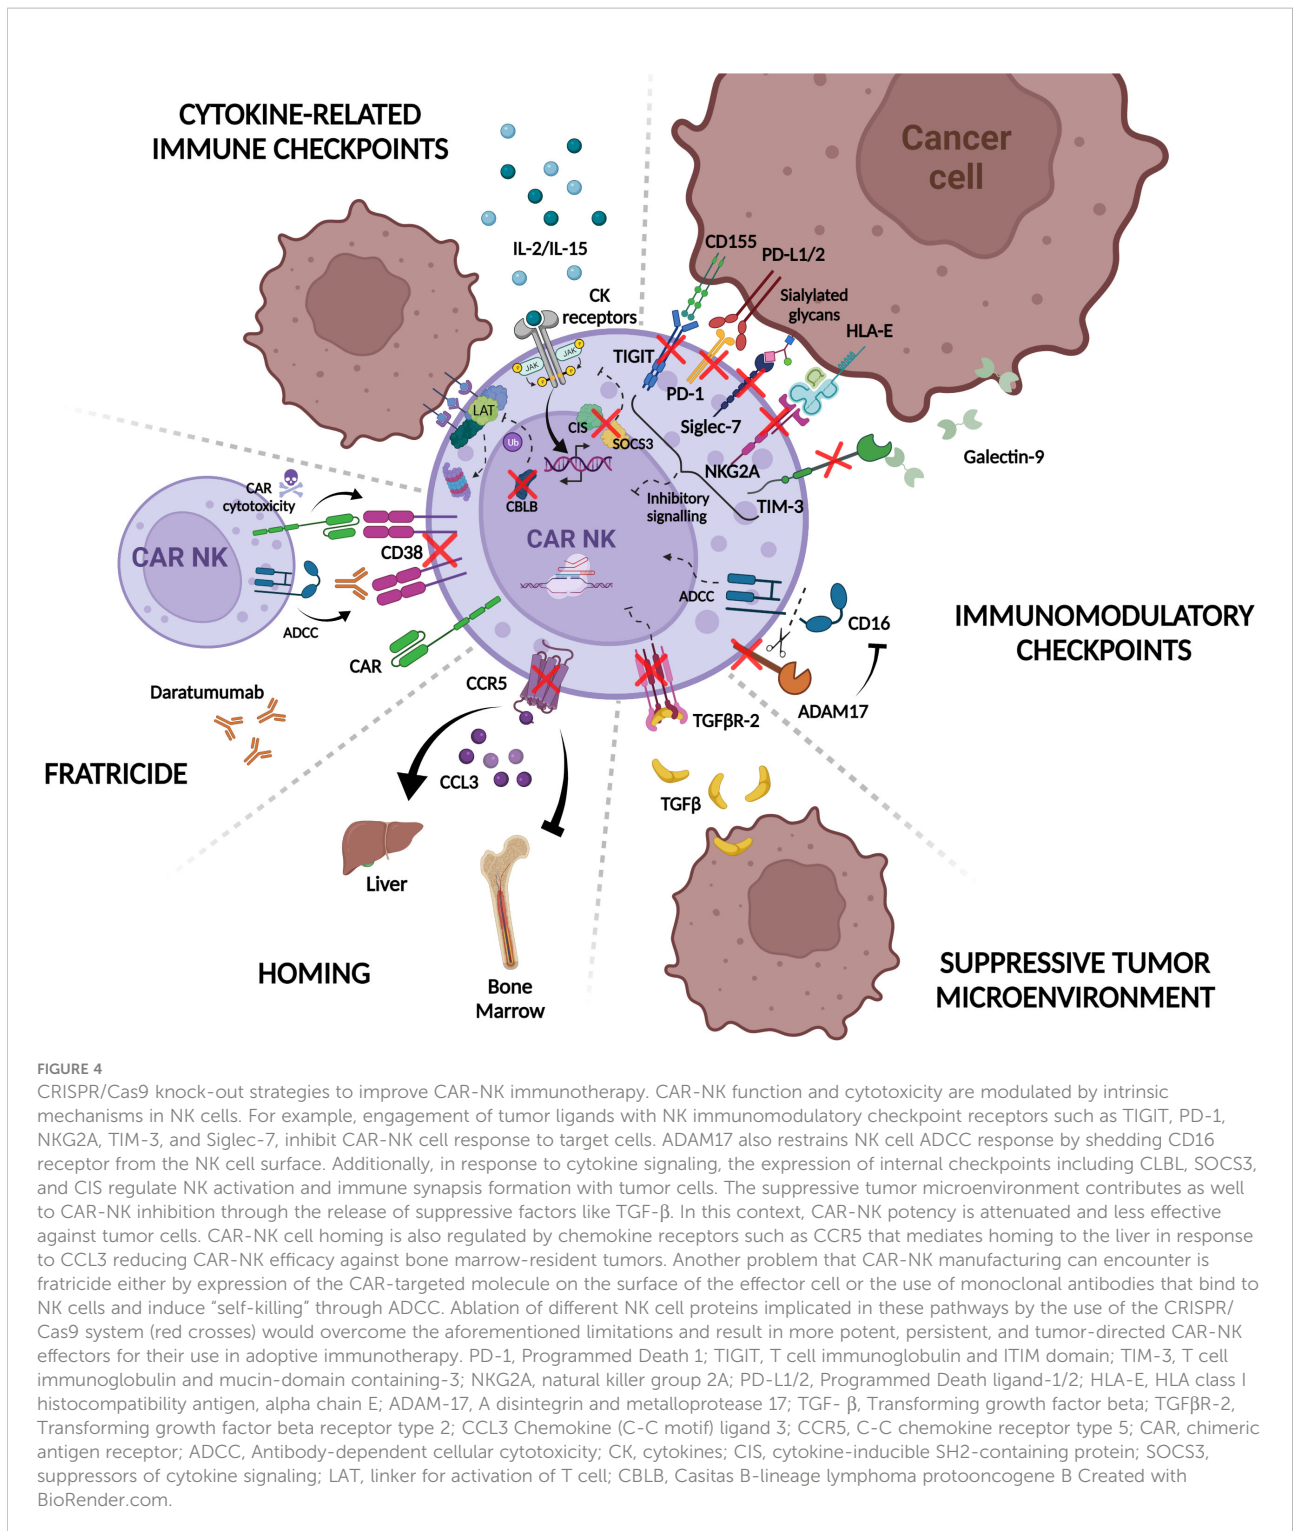 CYTOKINE-RELATED
IMMUNE CHECKPOINTS
Cancer
cell
IL-2/IL-15
CK
receptors
CD155
PD-L1/2
Sialylated
glycans
HLA-E
TIGIT
PD-1
Siglec-7
NKG2A
TIM-3
Galectin-9
JAK
JAK
P
P
P
P
LAT
Ub
CIS
SOCS3
CBLB
Inhibitory
signalling
CAR NK
CAR
cytotoxicity
CAR NK
CD38
ADCC
ADCC
CD16
IMMUNOMODULATORY
CHECKPOINTS
CAR
Daratumumab
FRATRICIDE
CCR5
CCL3
TGFβR-2
ADAM17
TGFβ
Liver
HOMING
Bone
Marrow
SUPPRESSIVE TUMOR
MICROENVIRONMENT
FIGURE 4
CRISPR/Cas9 knock-out strategies to improve CAR-NK immunotherapy. CAR-NK function and cytotoxicity are modulated by intrinsic
mechanisms in NK cells. For example, engagement of tumor ligands with NK immunomodulatory checkpoint receptors such as TIGIT, PD-1,
NKG2A, TIM-3, and Siglec-7, inhibit CAR-NK cell response to target cells. ADAM17 also restrains NK cell ADCC response by shedding CD16
receptor from the NK cell surface. Additionally, in response to cytokine signaling, the expression of internal checkpoints including CLBL, SOCS3,
and CIS regulate NK activation and immune synapsis formation with tumor cells. The suppressive tumor microenvironment contributes as well
to CAR-NK inhibition through the release of suppressive factors like TGF-β. In this context, CAR-NK potency is attenuated and less effective
against tumor cells. CAR-NK cell homing is also regulated by chemokine receptors such as CCR5 that mediates homing to the liver in response
to CCL3 reducing CAR-NK efficacy against bone marrow-resident tumors. Another problem that CAR-NK manufacturing can encounter is
fratricide either by expression of the CAR-targeted molecule on the surface of the effector cell or the use of monoclonal antibodies that bind to
NK cells and induce “self-killing” through ADCC. Ablation of different NK cell proteins implicated in these pathways by the use of the CRISPR/
Cas9 system (red crosses) would overcome the aforementioned limitations and result in more potent, persistent, and tumor-directed CAR-NK
effectors for their use in adoptive immunotherapy. PD-1, Programmed Death 1; TIGIT, T cell immunoglobulin and ITIM domain; TIM-3, T cell
immunoglobulin and mucin-domain containing-3; NKG2A, natural killer group 2A; PD-L1/2, Programmed Death ligand-1/2; HLA-E, HLA class I
histocompatibility antigen, alpha chain E; ADAM-17, A disintegrin and metalloprotease 17; TGF- β, Transforming growth factor beta; TGFβR-2,
Transforming growth factor beta receptor type 2; CCL3 Chemokine (C-C motif) ligand 3; CCR5, C-C chemokine receptor type 5; CAR, chimeric
antigen receptor; ADCC, Antibody-dependent cellular cytotoxicity; CK, cytokines; CIS, cytokine-inducible SH2-containing protein; SOCS3,
suppressors of cytokine signaling; LAT, linker for activation of T cell; CBLB, Casitas B-lineage lymphoma protooncogene B Created with
BioRender.com.